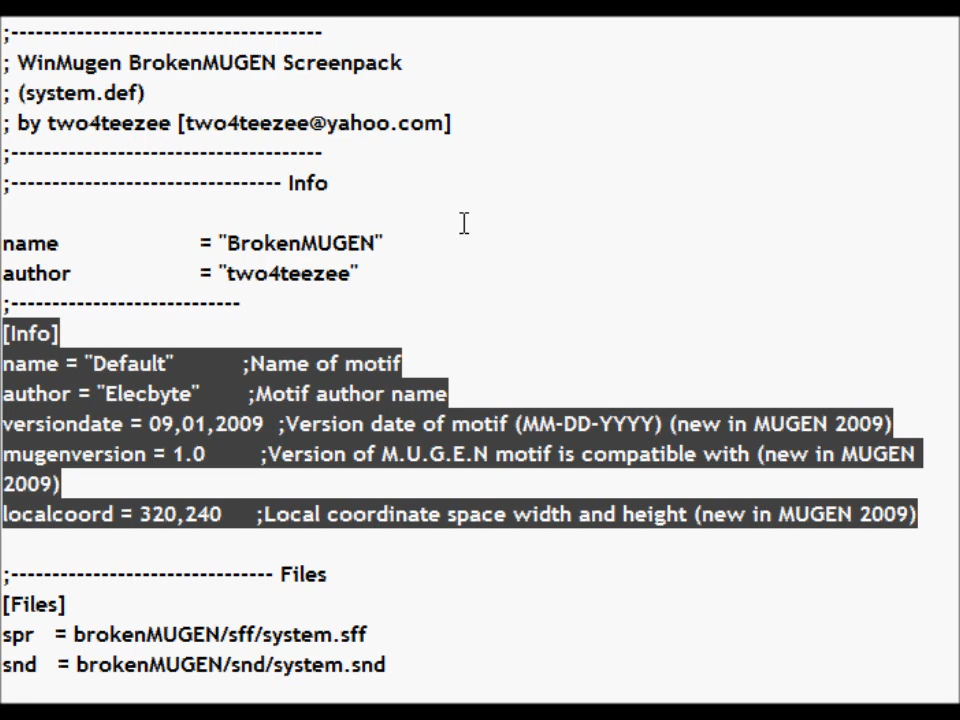 ;--------------------------------------
; WinMugen BrokenMUGEN Screenpack
; (system.def)
; by two4teezee [two4teezee@yahoo.com]
;--------------------------------------
;--------------------------------- Info
name = "BrokenMUGEN"
author = "two4teezee"
;----------------------------
[Info]
name = "Default" ;Name of motif
author = "Elecbyte" ;Motif author name
versiondate = 09,01,2009 ;Version date of motif (MM-DD-YYYY) (new in MUGEN 2009)
mugenversion = 1.0 ;Version of M.U.G.E.N motif is compatible with (new in MUGEN
2009)
localcoord = 320,240 ;Local coordinate space width and height (new in MUGEN 2009)
;-------------------------------- Files
[Files]
spr = brokenMUGEN/sff/system.sff
snd = brokenMUGEN/snd/system.snd